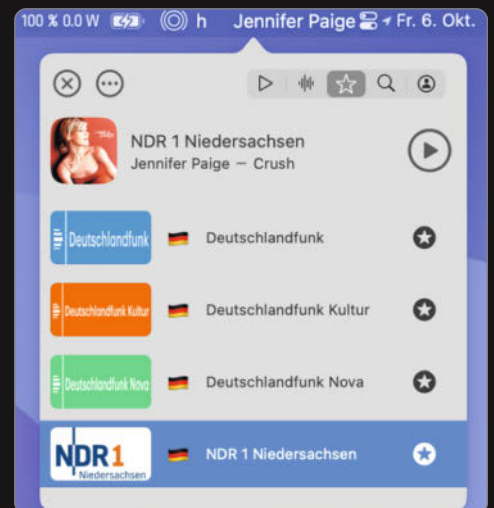 100 % 0.0 W h Jennifer Paige Fr. 6. Okt.
NDR 1 Niedersachsen
Jennifer Paige – Crush
Deutschlandfunk Deutschlandfunk
Deutschlandfunk Kultur Deutschlandfunk Kultur
Deutschlandfunk Nova Deutschlandfunk Nova
NDR1 NDR 1 Niedersachsen
Niedersachsen